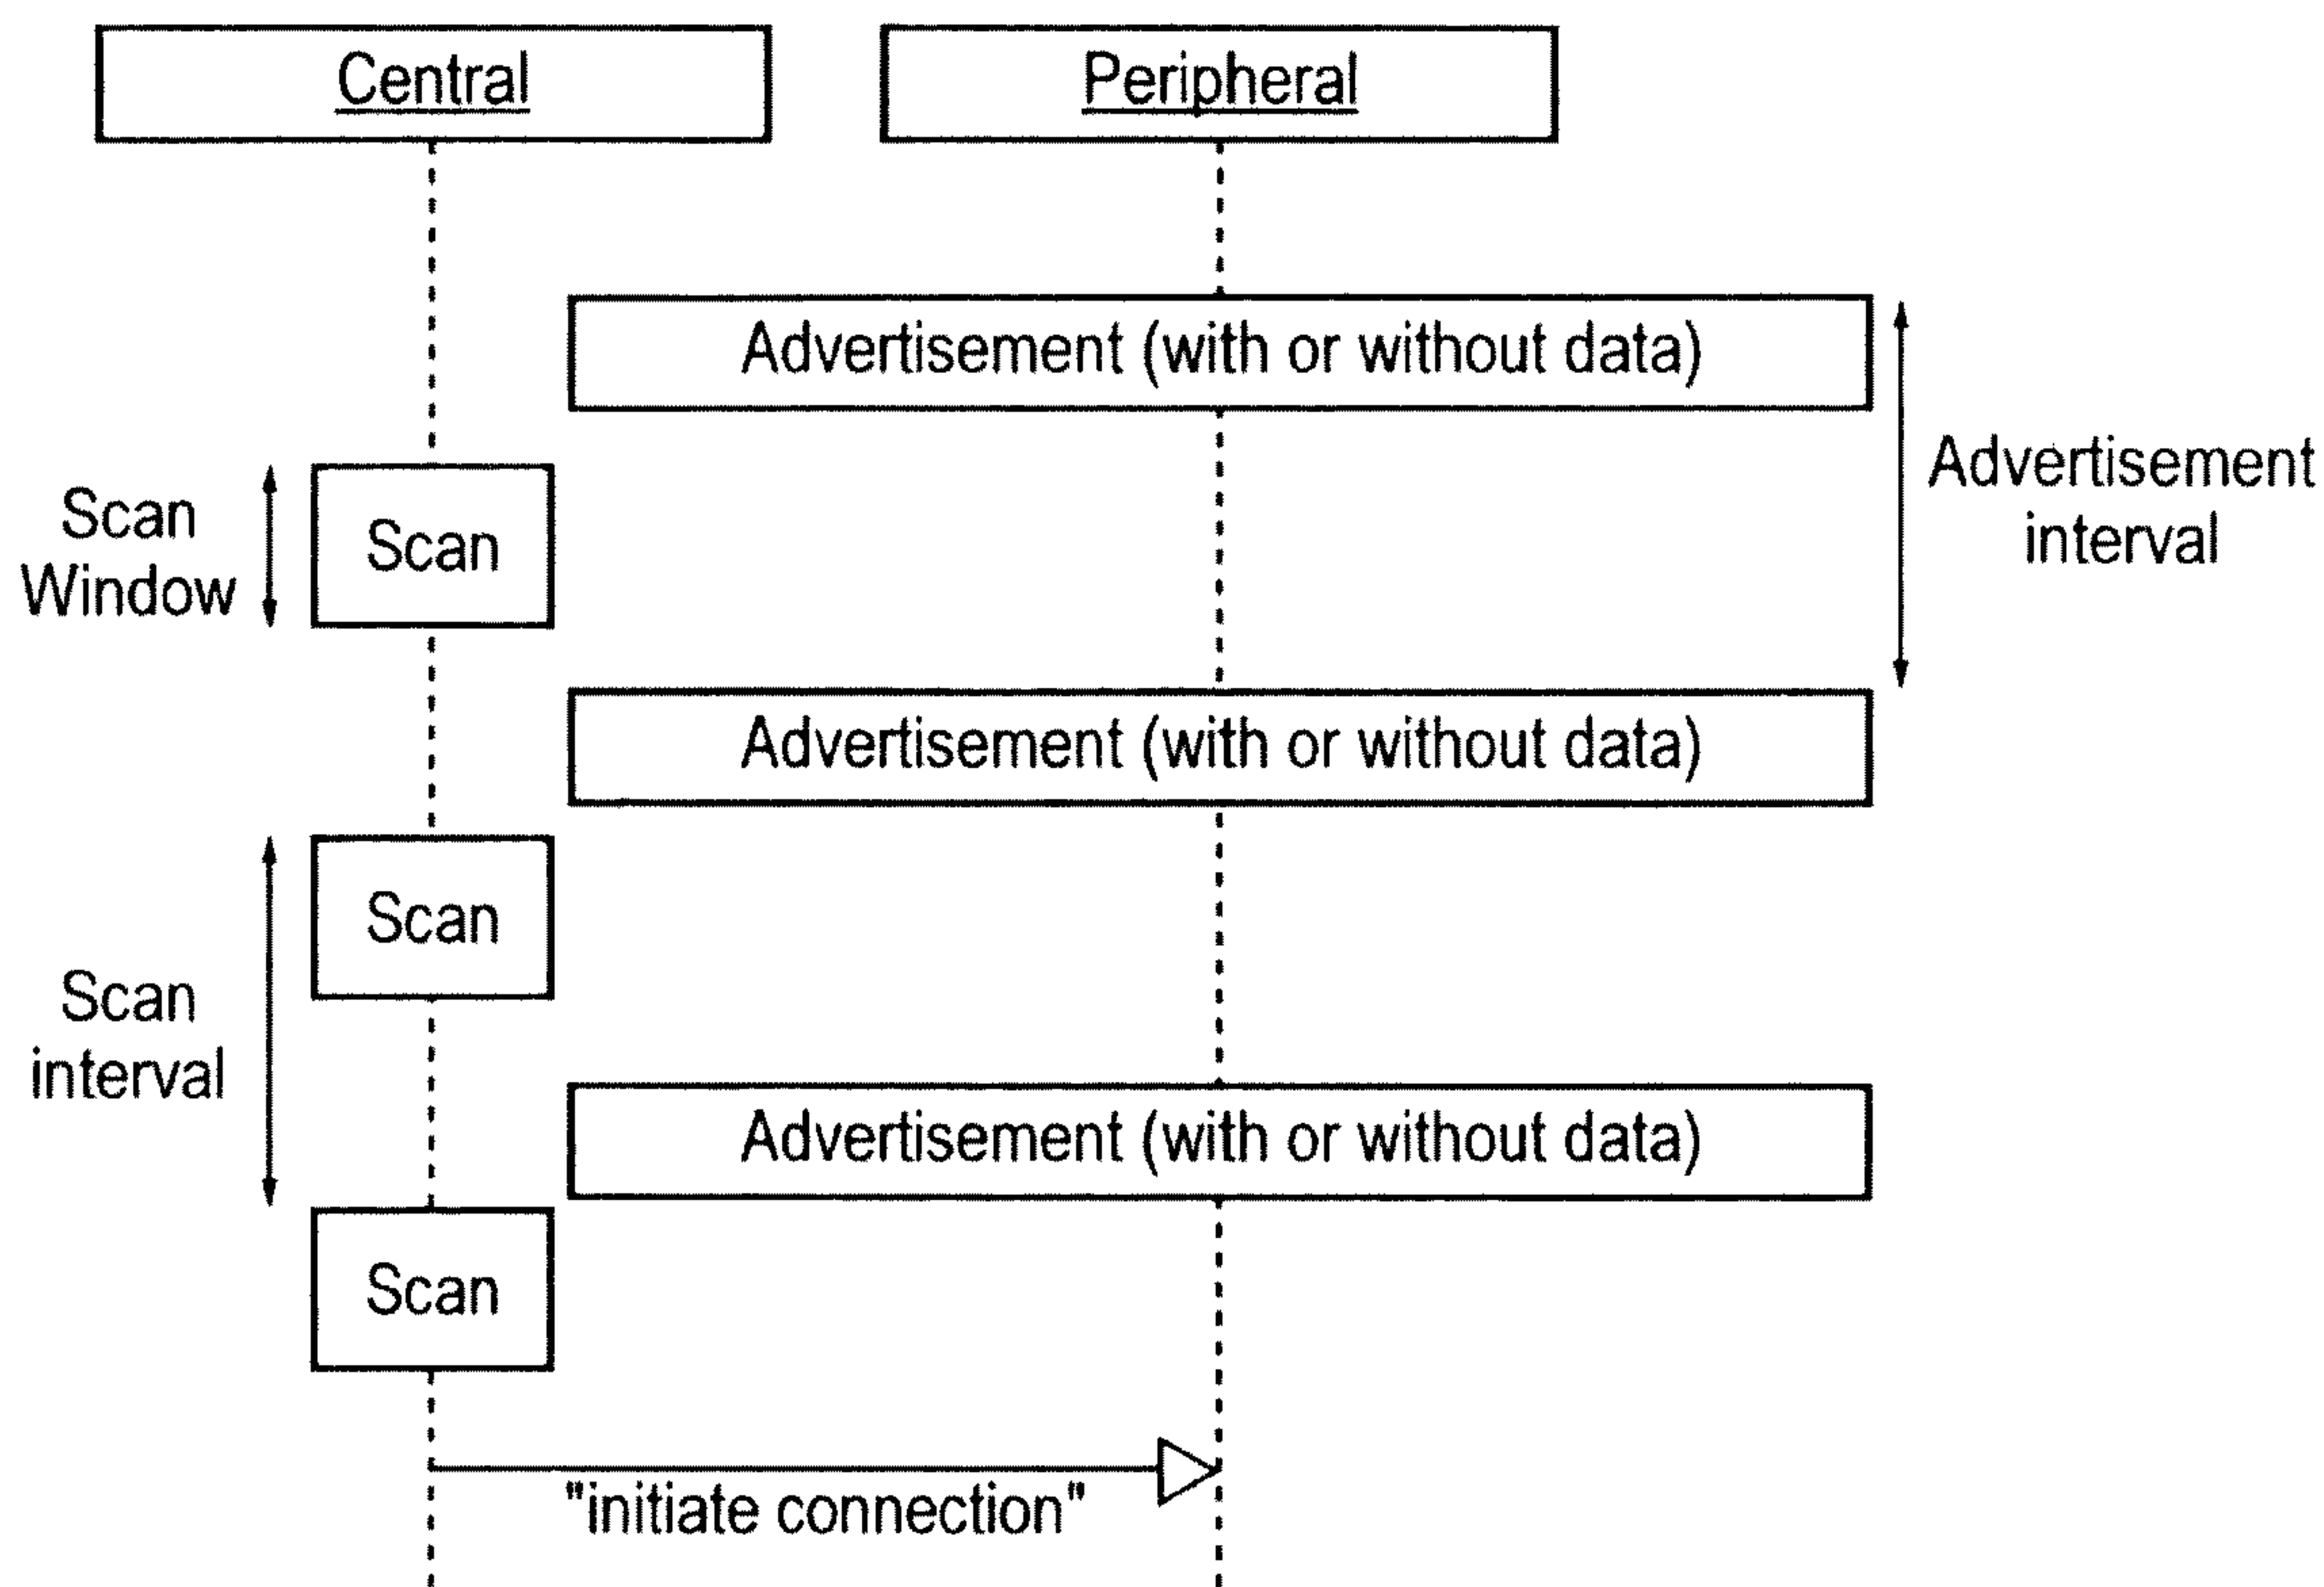 Central
Peripheral
Advertisement (with or without data)
Advertisement
interval
Scan
Window
Scan
Advertisement (with or without data)
Scan
Scan
interval
Advertisement (with or without data)
Scan
"initiate connection"